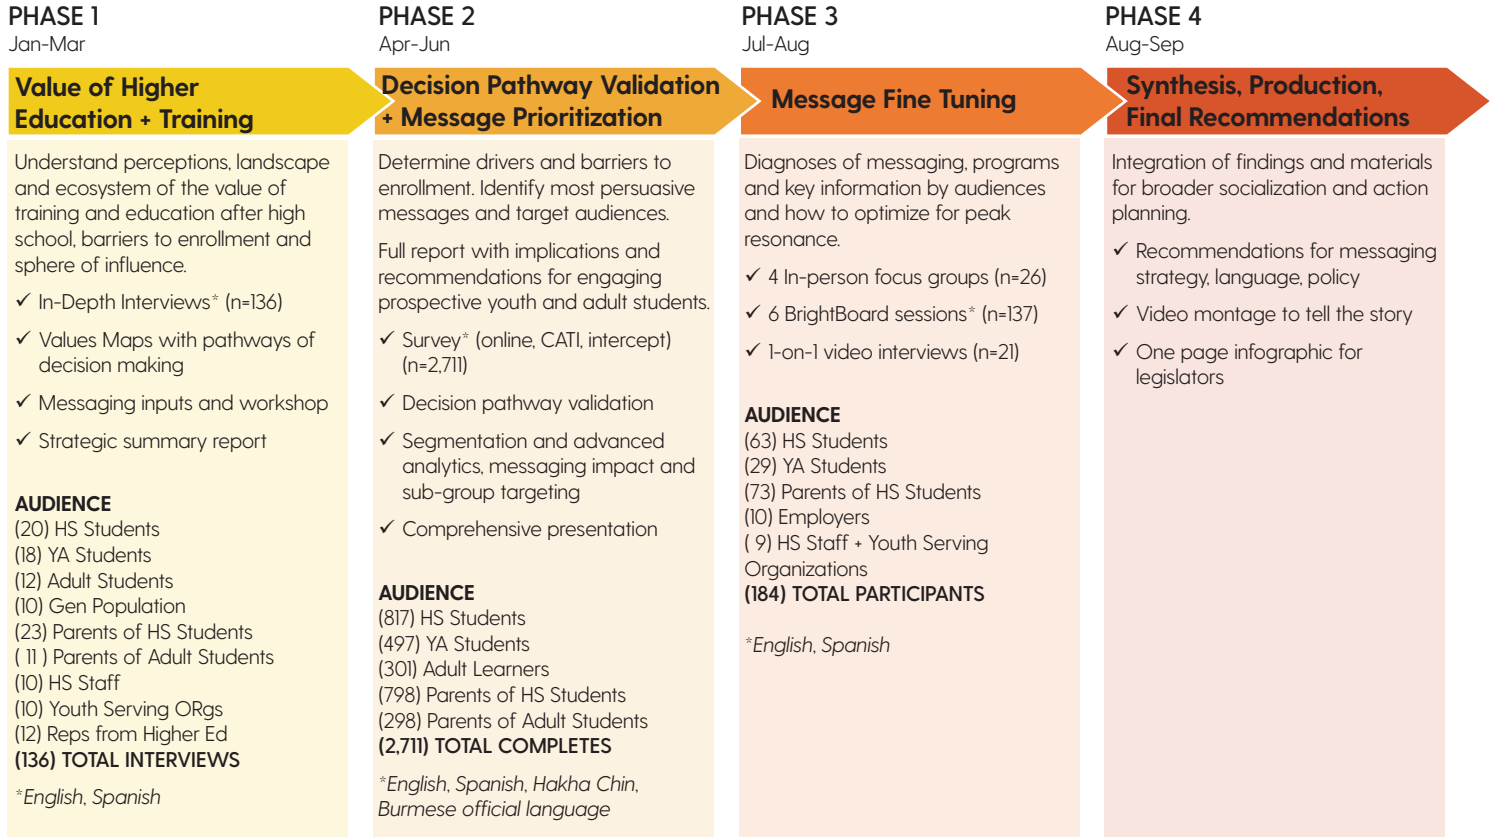 PHASE 1
Jan-Mar
Value of Higher
Education + Training
Understand perceptions, landscape
and ecosystem of the value of
training and education after high
school, barriers to enrollment and
sphere of influence.
✓ In-Depth Interviews* (n=136)
✓ Values Maps with pathways of
decision making
✓ Messaging inputs and workshop
✓ Strategic summary report
AUDIENCE
(20) HS Students
(18) YA Students
(12) Adult Students
(10) Gen Population
(23) Parents of HS Students
( 11 ) Parents of Adult Students
(10) HS Staff
(10) Youth Serving ORgs
(12) Reps from Higher Ed
(136) TOTAL INTERVIEWS
*English, Spanish
PHASE 2
Apr-Jun
Decision Pathway Validation
+ Message Prioritization
Determine drivers and barriers to
enrollment. Identify most persuasive
messages and target audiences.
Full report with implications and
recommendations for engaging
prospective youth and adult students.
✓ Survey* (online, CATI, intercept)
(n=2,711)
✓ Decision pathway validation
✓ Segmentation and advanced
analytics, messaging impact and
sub-group targeting
✓ Comprehensive presentation
AUDIENCE
(817) HS Students
(497) YA Students
(301) Adult Learners
(798) Parents of HS Students
(298) Parents of Adult Students
(2,711) TOTAL COMPLETES
*English, Spanish, Hakha Chin,
Burmese official language
PHASE 3
Jul-Aug
Message Fine Tuning
Diagnoses of messaging, programs
and key information by audiences
and how to optimize for peak
resonance.
✓ 4 In-person focus groups (n=26)
✓ 6 BrightBoard sessions* (n=137)
✓ 1-on-1 video interviews (n=21)
AUDIENCE
(63) HS Students
(29) YA Students
(73) Parents of HS Students
(10) Employers
( 9) HS Staff + Youth Serving
Organizations
(184) TOTAL PARTICIPANTS
*English, Spanish
PHASE 4
Aug-Sep
Synthesis, Production,
Final Recommendations
Integration of findings and materials
for broader socialization and action
planning.
✓ Recommendations for messaging
strategy, language, policy
✓ Video montage to tell the story
✓ One page infographic for
legislators